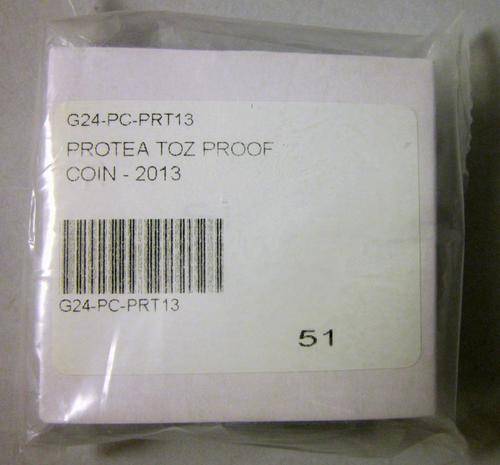 G24-PC-PRT13
PROTEA TOZ PROOF
COIN - 2013
G24-PC-PRT13
51